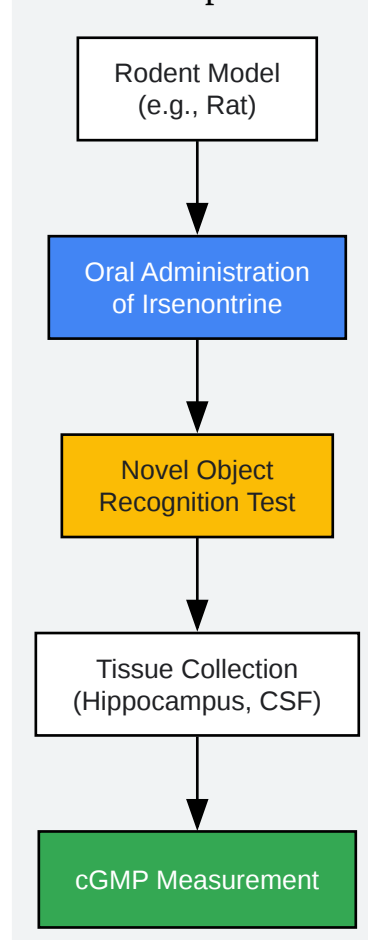 Rodent Model
(e.g., Rat)
Oral Administration
of Irsenontrine
Novel Object
Recognition Test
Tissue Collection
(Hippocampus, CSF)
cGMP Measurement